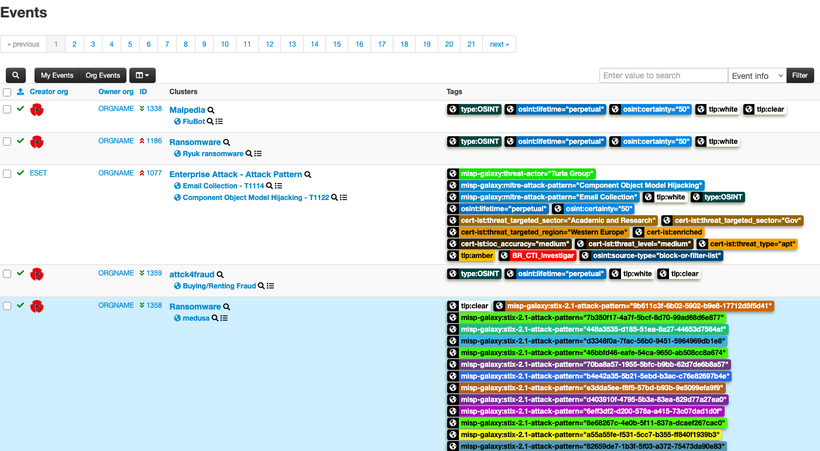 Events
« previous 1 2 3 4 5 6 7 8 9 10 11 12 13 14 15 16 17 18 19 20 21 next »
My Events Org Events Enter value to search Event info Filter
Creator org Owner org ID Clusters Tags
ORGNAME 1338 Malpedia type:OSINT osint:lifetime="perpetual" osint:certainty="50" tlp:white tlp:clear
FluBot
ORGNAME 1186 Ransomware type:OSINT osint:lifetime="perpetual" osint:certainty="50" tlp:white
Ryuk ransomware
ESET ORGNAME 1077 Enterprise Attack - Attack Pattern misp-galaxy:threat-actor="Turla Group"
Email Collection - T1114 misp-galaxy:mitre-attack-pattern="Component Object Model Hijacking"
Component Object Model Hijacking - T1122 misp-galaxy:mitre-attack-pattern="Email Collection" tlp:white type:OSINT
osint:lifetime="perpetual" osint:certainty="50"
cert-ist:threat_targeted_sector="Academic and Research" cert-ist:threat_targeted_sector="Gov"
cert-ist:threat_targeted_region="Western Europe" cert-ist:enriched
cert-ist:ioc_accuracy="medium" cert-ist:threat_level="medium" cert-ist:threat_type="apt"
tlp:amber BR_CTI_Investigar osint:source-type="block-or-filter-list"
ORGNAME 1359 attck4fraud type:OSINT osint:lifetime="perpetual" tlp:white tlp:clear
Buying/Renting Fraud
ORGNAME 1358 Ransomware tlp:clear misp-galaxy:stix-2.1-attack-pattern="9b611c3f-6b02-5902-b9e8-17712d5f5d41"
medusa misp-galaxy:stix-2.1-attack-pattern="7b350f17-4a7f-5bcf-8d70-99ad68d6e877"
misp-galaxy:stix-2.1-attack-pattern="448a3535-d185-51ea-8a27-44653d7564af"
misp-galaxy:stix-2.1-attack-pattern="d3348f0a-7fac-56b0-9451-5964969db1e8"
misp-galaxy:stix-2.1-attack-pattern="46bbfd46-eafe-54ca-9650-ab508cc8a674"
misp-galaxy:stix-2.1-attack-pattern="70ba8a57-1955-5bfc-b9bb-62d7de6b8a57"
misp-galaxy:stix-2.1-attack-pattern="b4e42a35-5b21-5ebd-b3ac-c76e82697b4e"
misp-galaxy:stix-2.1-attack-pattern="e3dda5ee-f8f5-57bd-b93b-9e5099efa9f9"
misp-galaxy:stix-2.1-attack-pattern="d403910f-4795-5b3a-83ea-829d77a27ea0"
misp-galaxy:stix-2.1-attack-pattern="6eff3df2-d200-578a-a415-73c07dad1d0f"
misp-galaxy:stix-2.1-attack-pattern="8e68267c-4e0b-5f11-837a-dcaef267cac0"
misp-galaxy:stix-2.1-attack-pattern="a55a55fe-f531-5cc7-b355-ff840f1939b3"
misp-galaxy:stix-2.1-attack-pattern="82659de7-1b3f-5f03-a372-75473da90e83"